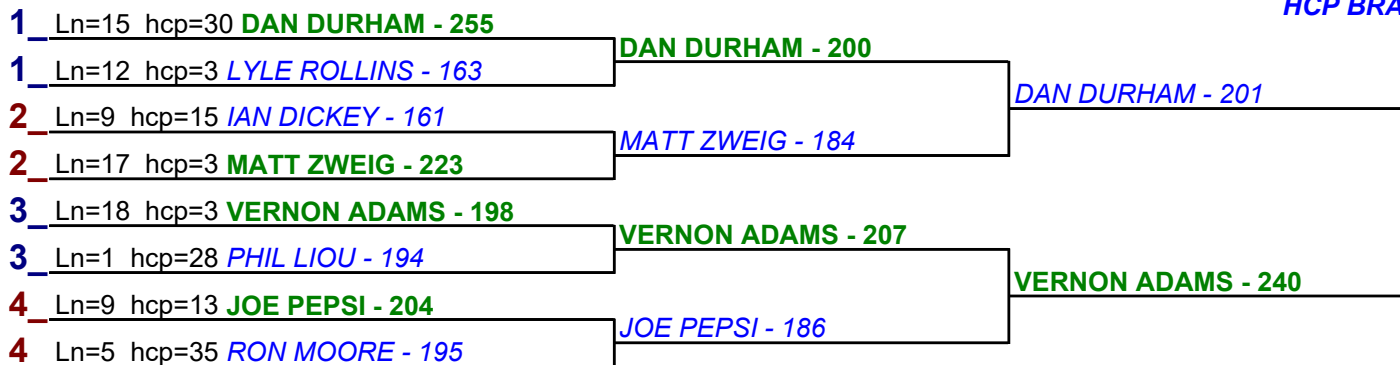 HCP BRA
1_ Ln=15 hcp=30 DAN DURHAM - 255
DAN DURHAM - 200
1_ Ln=12 hcp=3 LYLE ROLLINS - 163
DAN DURHAM - 201
2_ Ln=9 hcp=15 IAN DICKEY - 161
MATT ZWEIG - 184
2_ Ln=17 hcp=3 MATT ZWEIG - 223
3_ Ln=18 hcp=3 VERNON ADAMS - 198
VERNON ADAMS - 207
3_ Ln=1 hcp=28 PHIL LIOU - 194
VERNON ADAMS - 240
4_ Ln=9 hcp=13 JOE PEPSI - 204
JOE PEPSI - 186
4 Ln=5 hcp=35 RON MOORE - 195